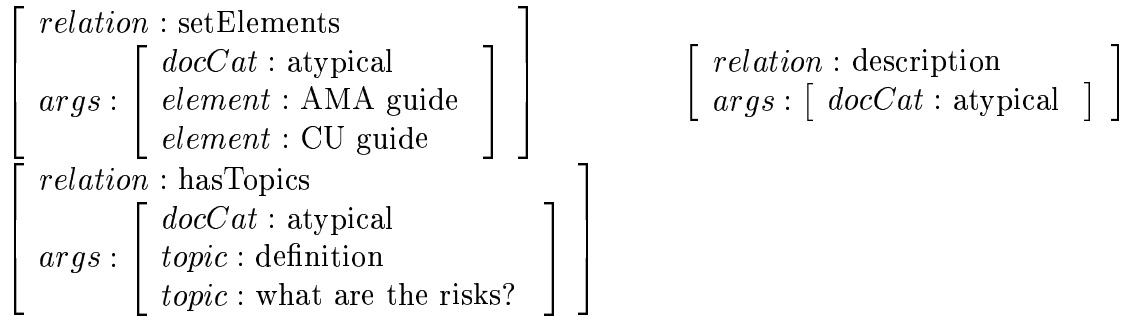 relation : setElements
docCat : atypical
args : element : AMA guide
element : CU guide
relation : description
args : [ docCat : atypical ]
relation : hasTopics
docCat : atypical
args : topic : definition
topic : what are the risks?